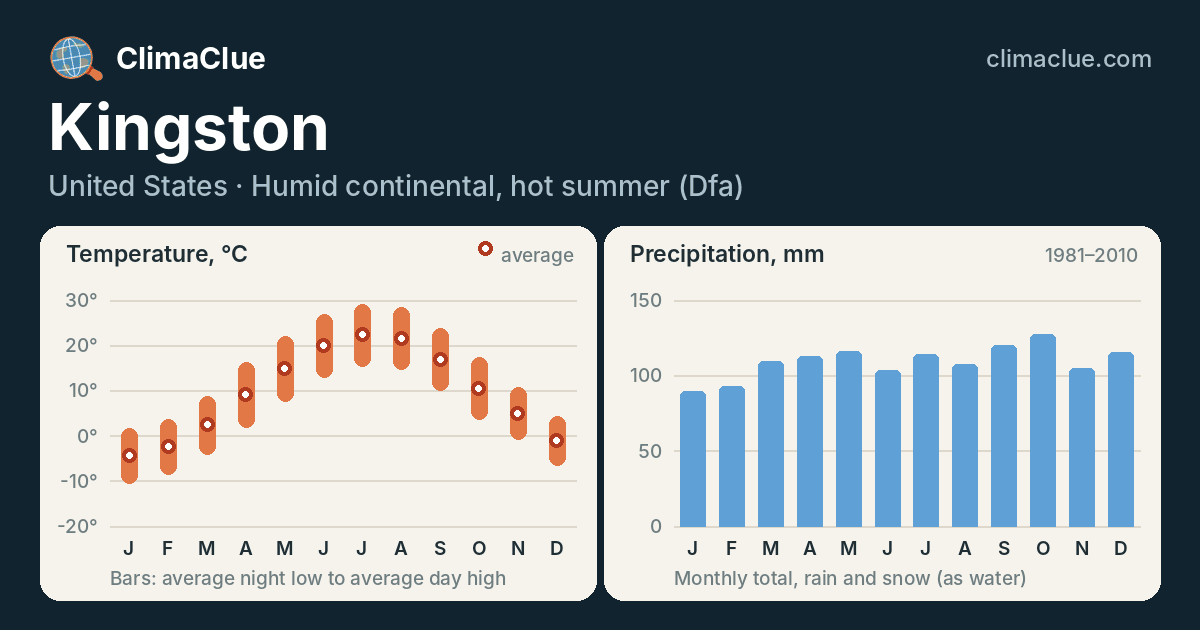 ClimaClue
climaclue.com
Kingston
United States · Humid continental, hot summer (Dfa)
Temperature, °C
average
30°
20°
10°
0°
-10°
-20°
J F M A M J J A S O N D
Bars: average night low to average day high
Precipitation, mm
1981–2010
150
100
50
0
J F M A M J J A S O N D
Monthly total, rain and snow (as water)